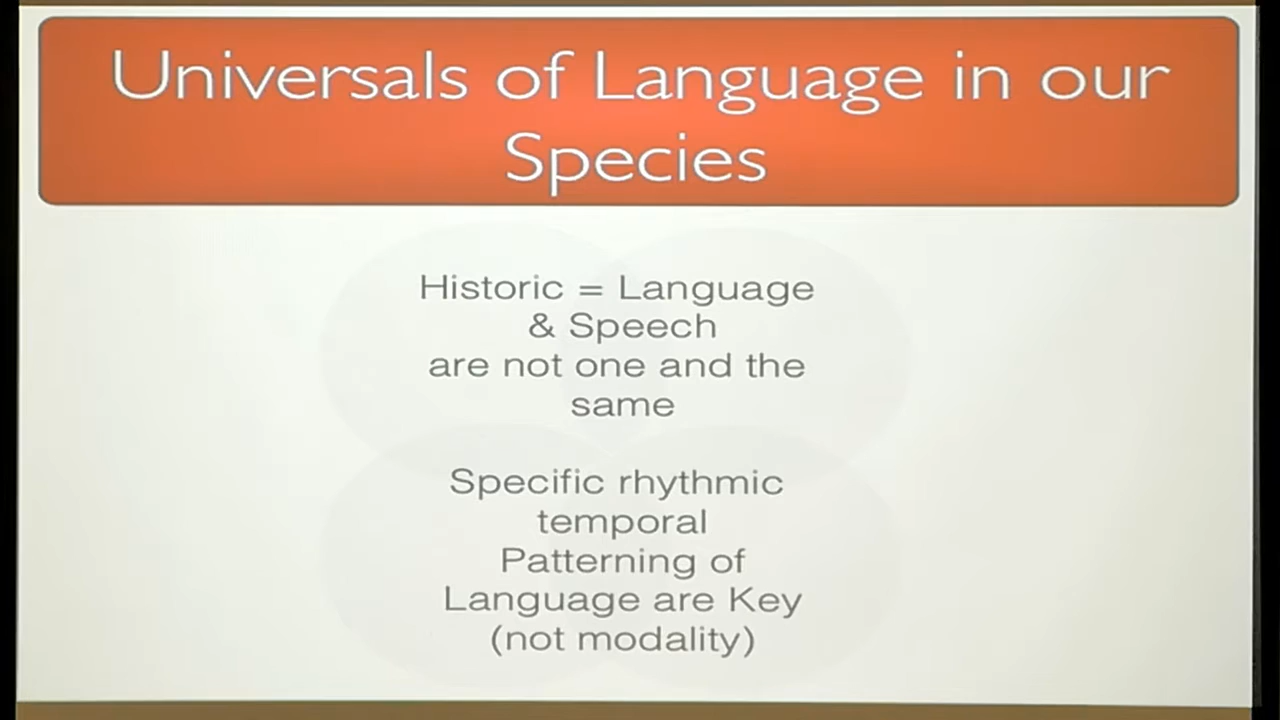 Universals of Language in our
Species
Historic = Language
& Speech
are not one and the
same
Specific rhythmic
temporal
Patterning of
Language are Key
(not modality)